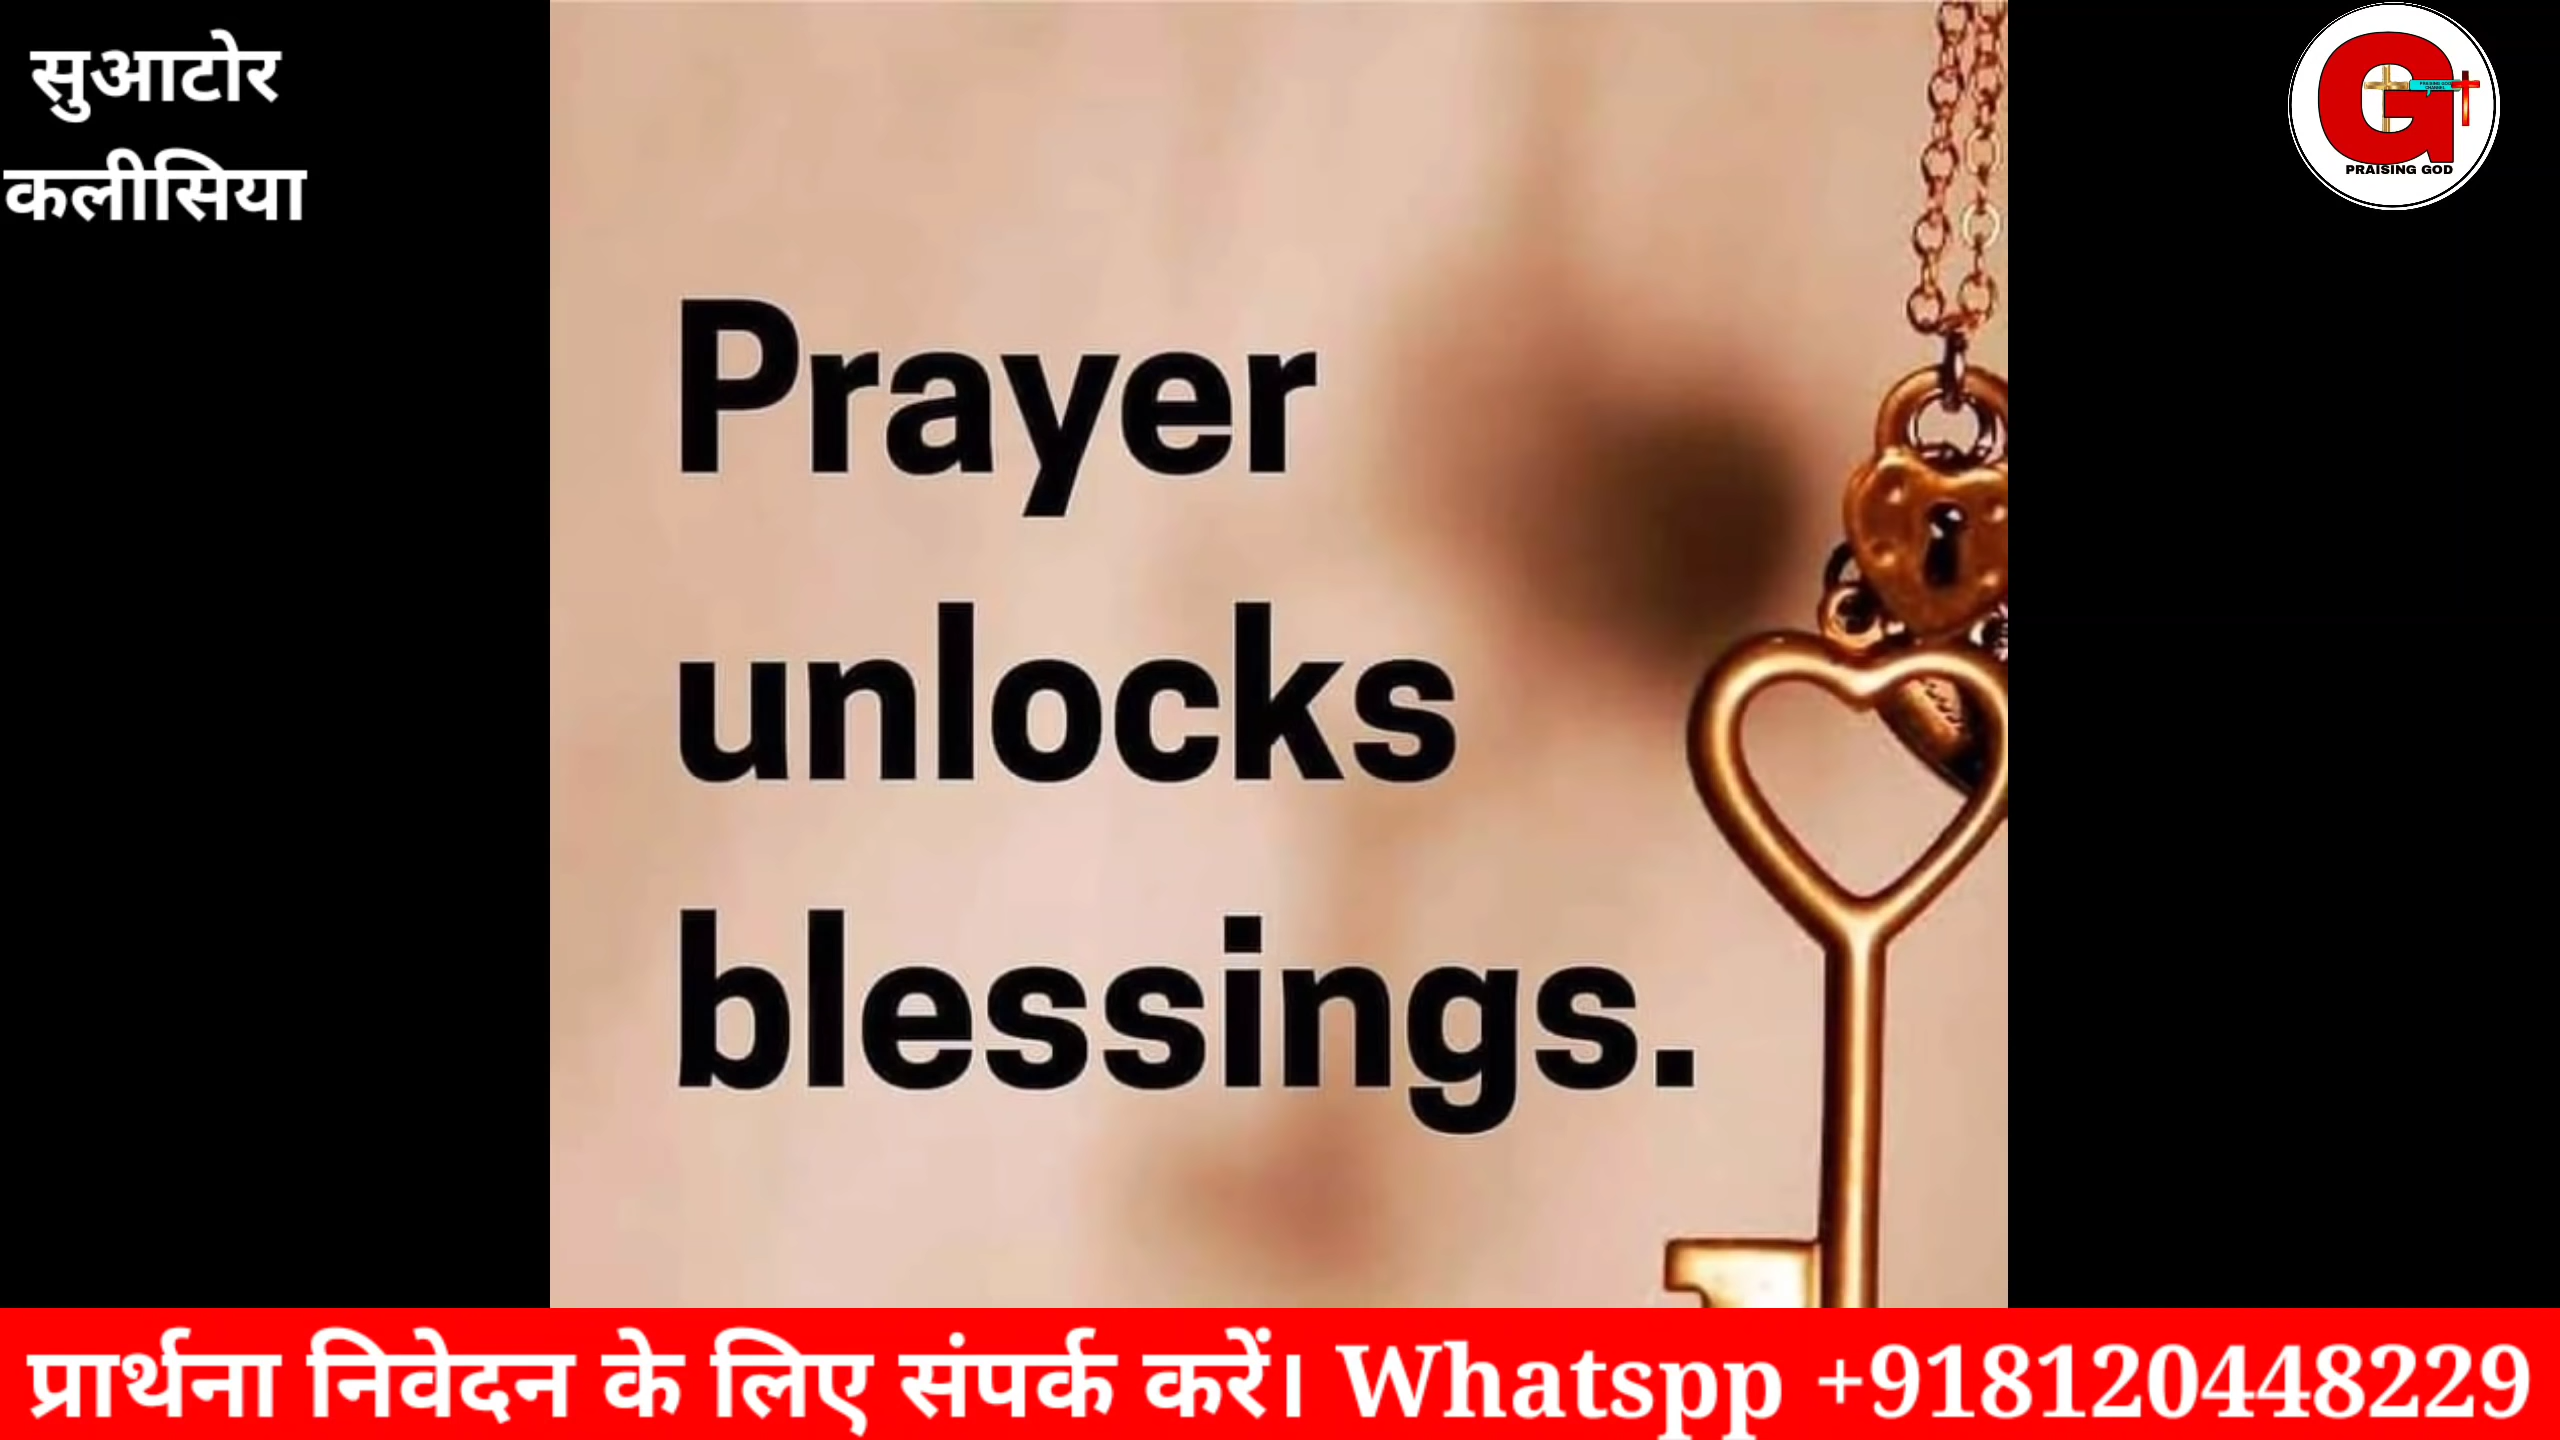 सुआटोर
कलीसिया
G
PRAISING GOD
Prayer
unlocks
blessings.
प्रार्थना निवेदन के लिए संपर्क करें। Whatspp +918120448229